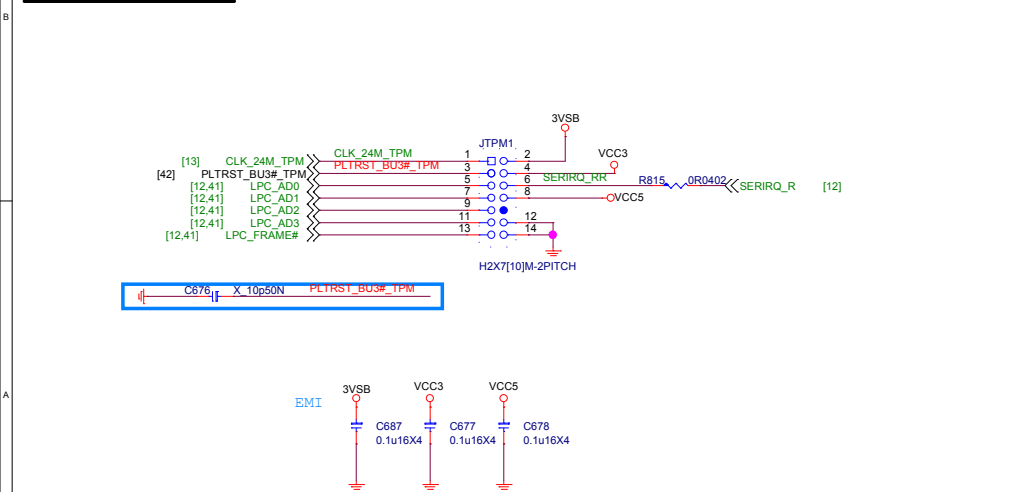 B
3VSB
JTPM1
CLK_24M_TPM 1 2 VCC3
[13] CLK_24M_TPM PLTRST_BU3#_TPM 3 4
[42] PLTRST_BU3#_TPM 5 6 SERIRQ_RR R815 0R0402 SERIRQ_R [12]
[12,41] LPC_AD0
[12,41] LPC_AD1 7 8 VCC5
[12,41] LPC_AD2 9
[12,41] LPC_AD3 11 12
[12,41] LPC_FRAME# 13 14
H2X7[10]M-2PITCH
C676 X_10p50N PLTRST_BU3#_TPM
A
EMI
3VSB VCC3 VCC5
C687 C677 C678
0.1u16X4 0.1u16X4 0.1u16X4